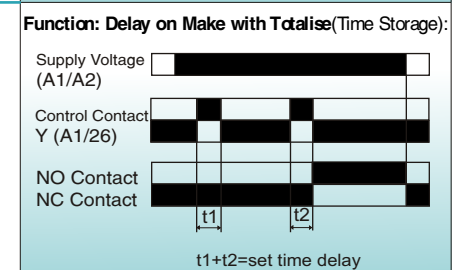 Function: Delay on Make with Totalise(Time Storage):
Supply Voltage
(A1/A2)
Control Contact
Y (A1/26)
NO Contact
NC Contact
t1
t2
t1+t2=set time delay